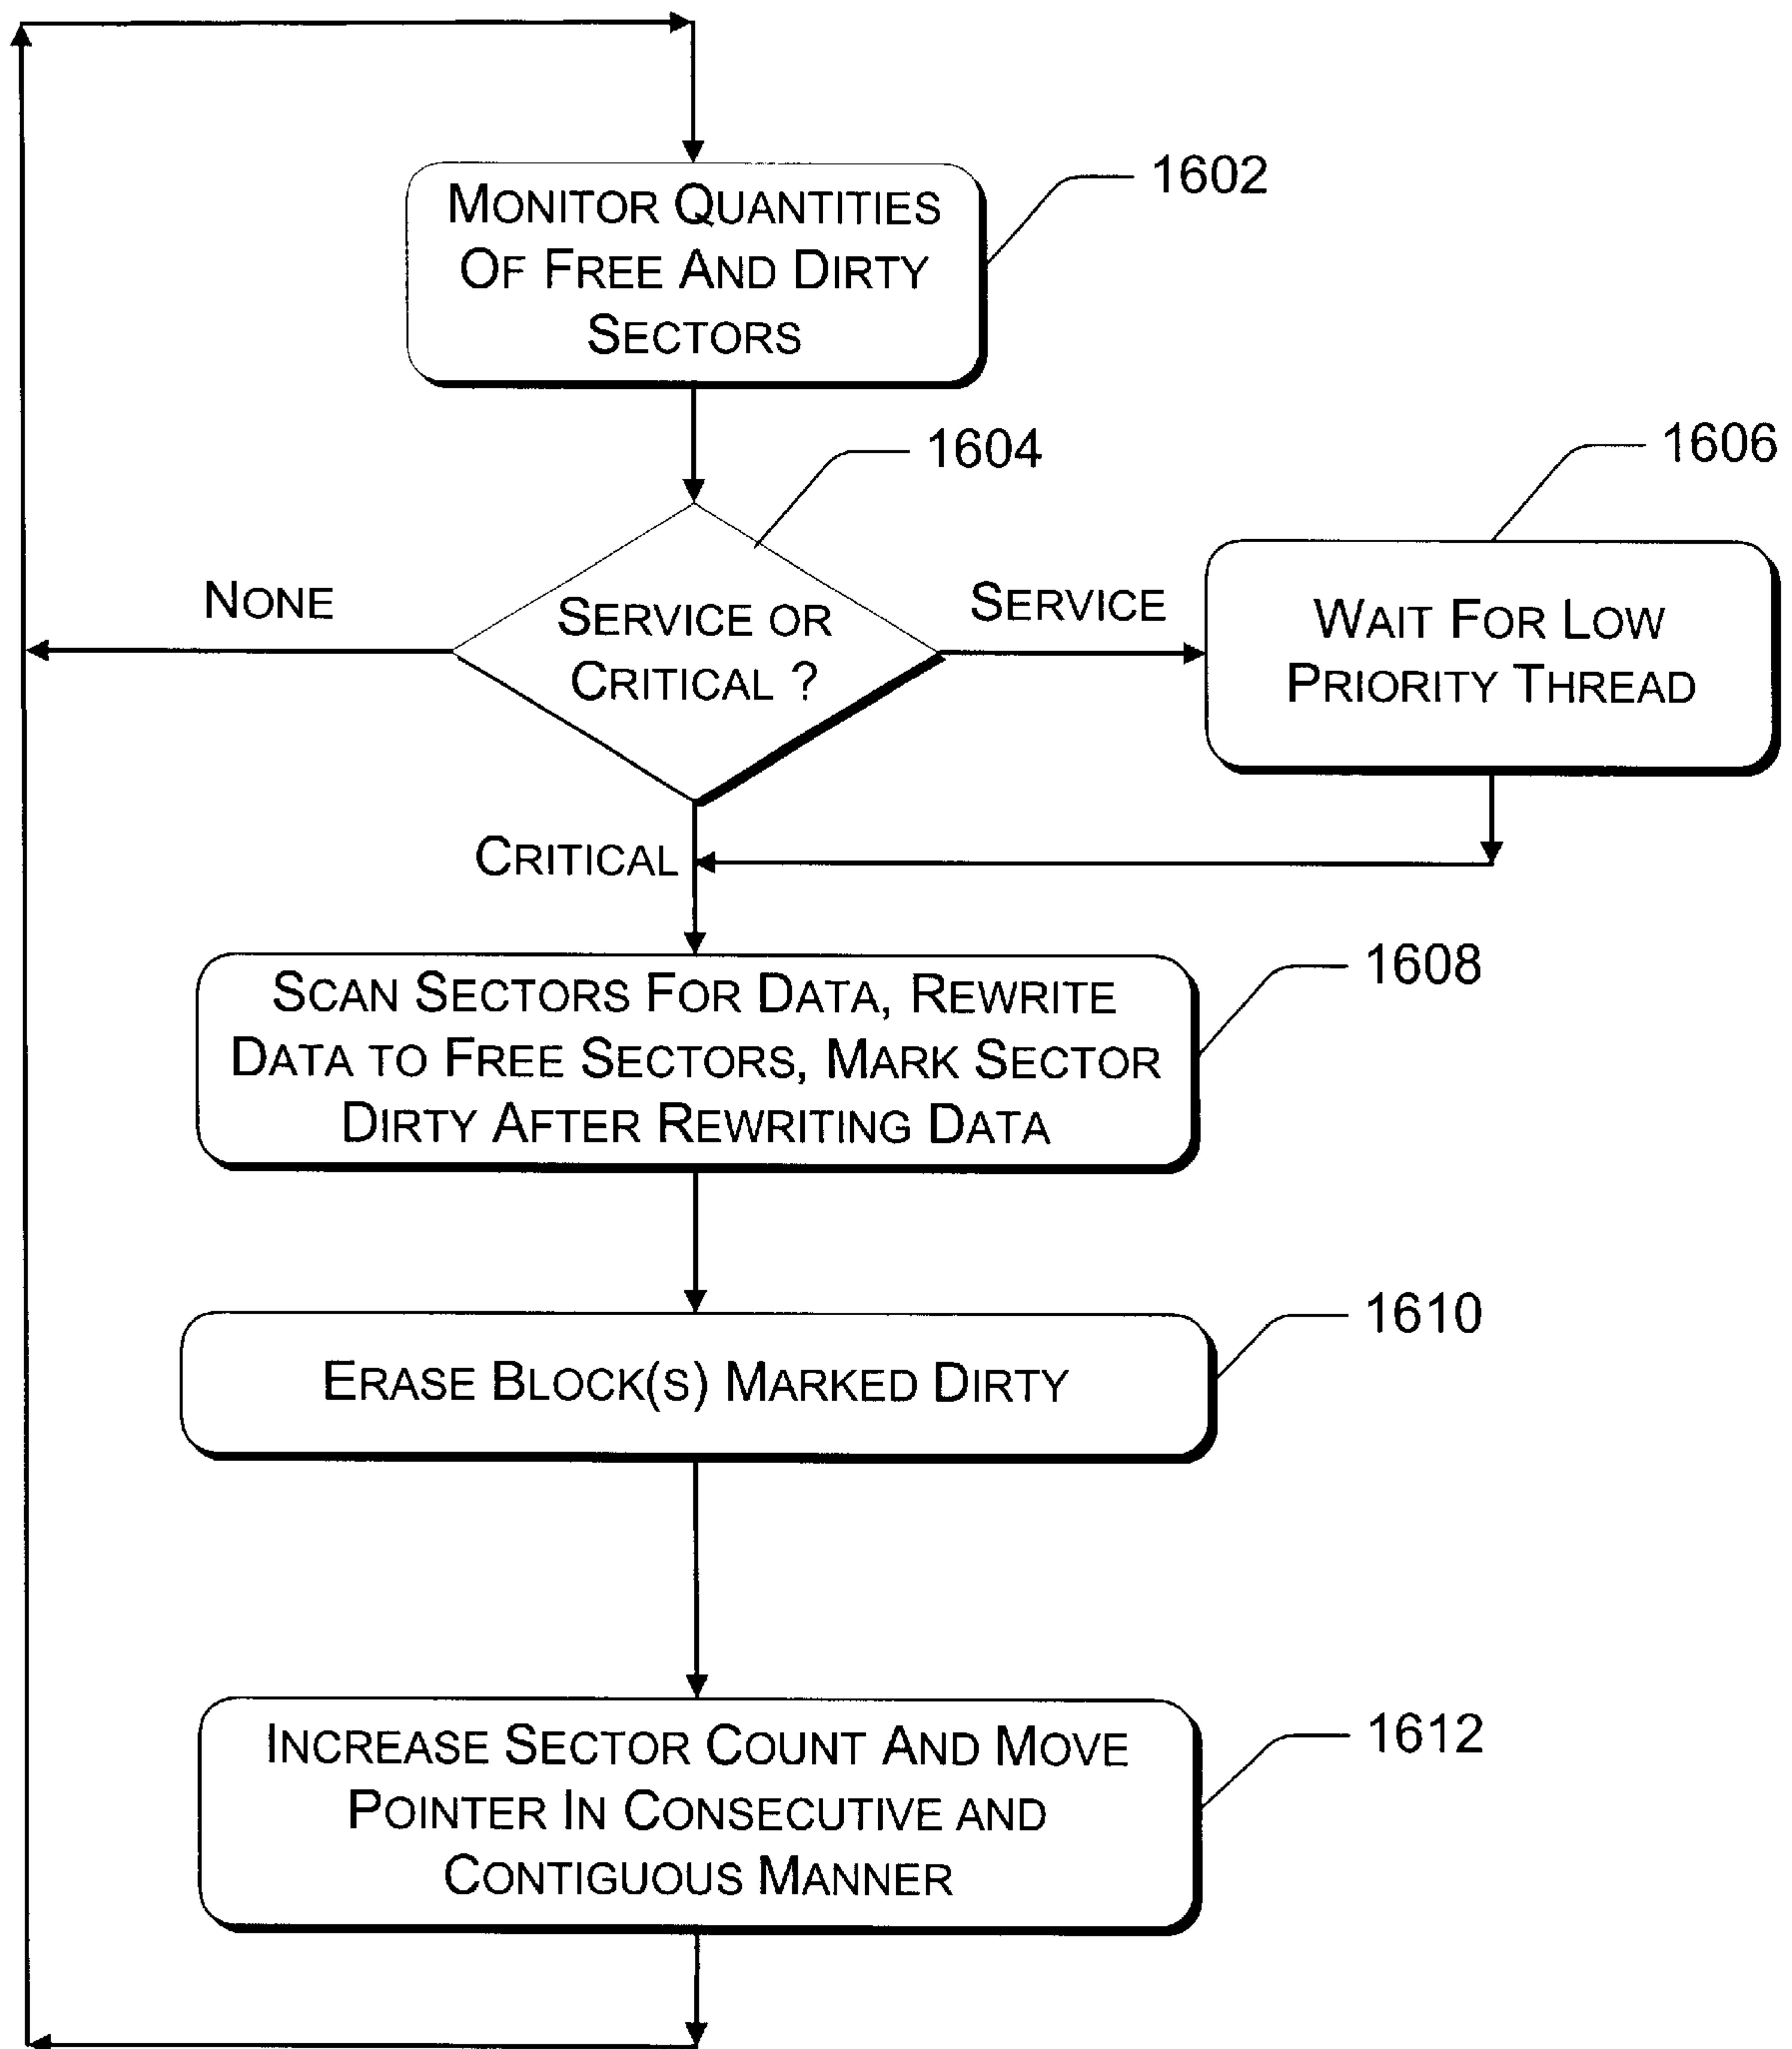 MONITOR QUANTITIES
OF FREE AND DIRTY
SECTORS
1602
1604
1606
NONE
SERVICE OR
CRITICAL ?
SERVICE
WAIT FOR LOW
PRIORITY THREAD
CRITICAL
1608
SCAN SECTORS FOR DATA, REWRITE
DATA TO FREE SECTORS, MARK SECTOR
DIRTY AFTER REWRITING DATA
1610
ERASE BLOCK(S) MARKED DIRTY
1612
INCREASE SECTOR COUNT AND MOVE
POINTER IN CONSECUTIVE AND
CONTIGUOUS MANNER